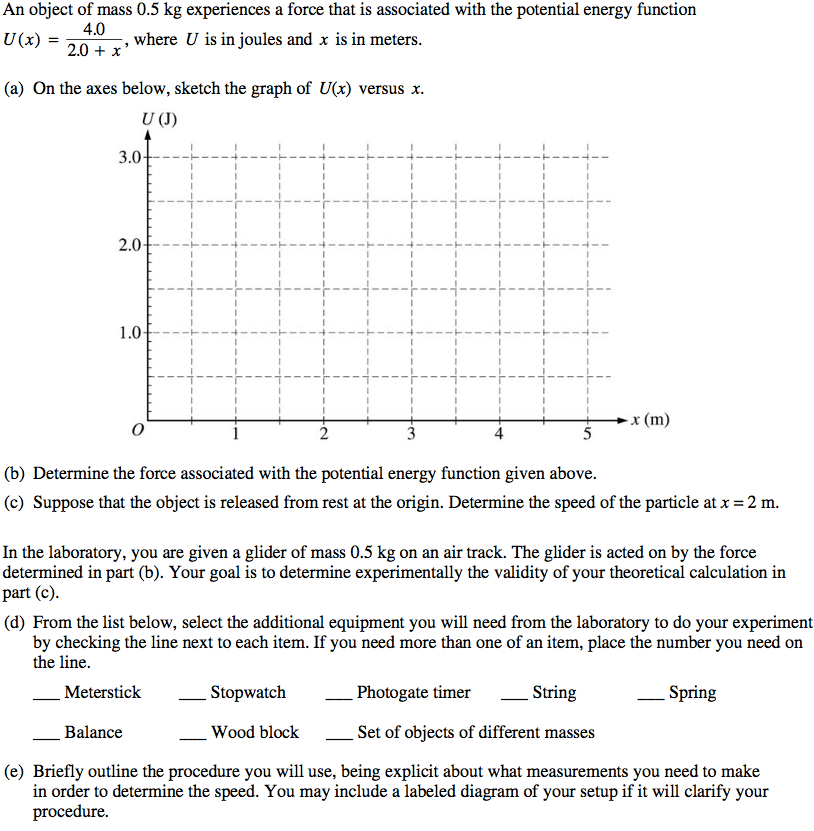 An object of mass 0.5 kg experiences a force that is associated with the potential energy function
U(x) = 4.0 / (2.0 + x), where U is in joules and x is in meters.
(a) On the axes below, sketch the graph of U(x) versus x.
U (J)
3.0
2.0
1.0
O 1 2 3 4 5 x (m)
(b) Determine the force associated with the potential energy function given above.
(c) Suppose that the object is released from rest at the origin. Determine the speed of the particle at x = 2 m.
In the laboratory, you are given a glider of mass 0.5 kg on an air track. The glider is acted on by the force
determined in part (b). Your goal is to determine experimentally the validity of your theoretical calculation in
part (c).
(d) From the list below, select the additional equipment you will need from the laboratory to do your experiment
by checking the line next to each item. If you need more than one of an item, place the number you need on
the line.
___ Meterstick ___ Stopwatch ___ Photogate timer ___ String ___ Spring
___ Balance ___ Wood block ___ Set of objects of different masses
(e) Briefly outline the procedure you will use, being explicit about what measurements you need to make
in order to determine the speed. You may include a labeled diagram of your setup if it will clarify your
procedure.